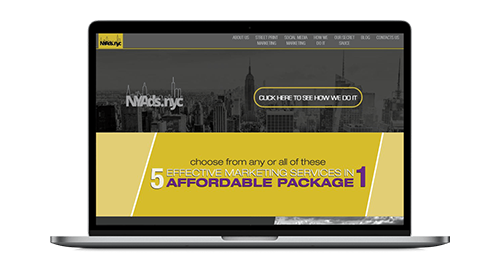 NYAds.nyc
ABOUT US
STREET PRINT
MARKETING
SOCIAL MEDIA
MARKETING
HOW WE
DO IT
OUR SECRET
SAUCE
BLOG
CONTACTS US
NYAds.nyc
CLICK HERE TO SEE HOW WE DO IT
choose from any or all of these
5 EFFECTIVE MARKETING SERVICES IN
AFFORDABLE PACKAGE 1